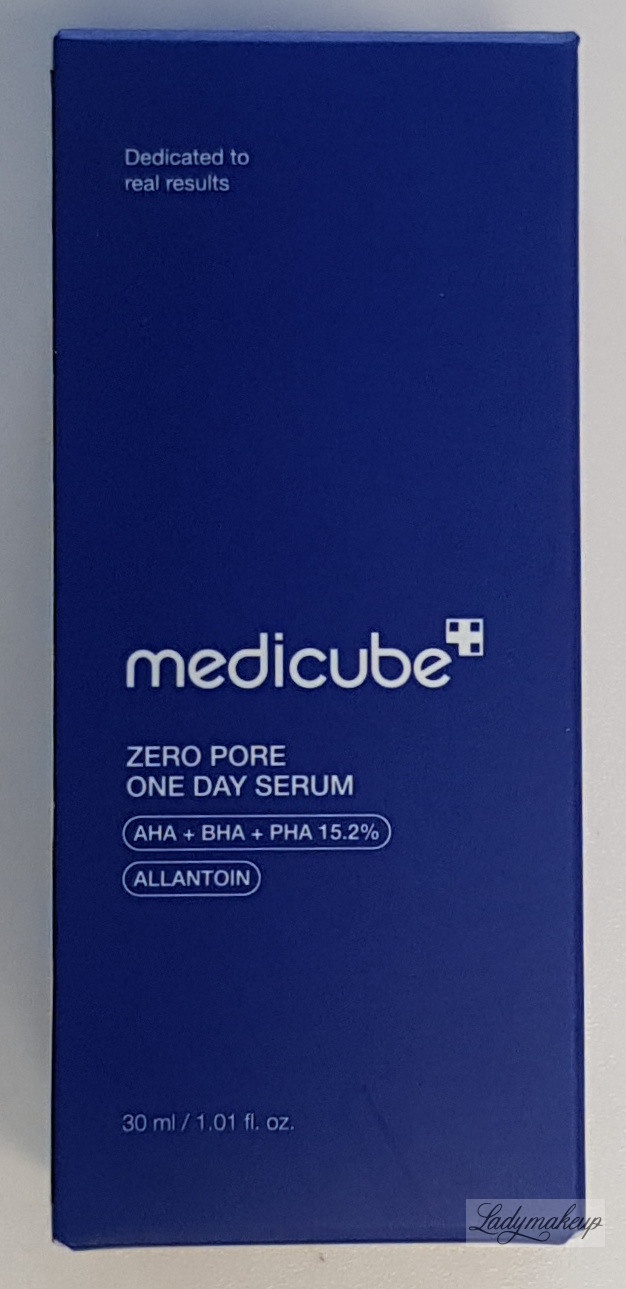 Dedicated to
real results
medicube
ZERO PORE
ONE DAY SERUM
AHA + BHA + PHA 15.2%
ALLANTOIN
30 ml / 1.01 fl. oz.
Ladymakeup